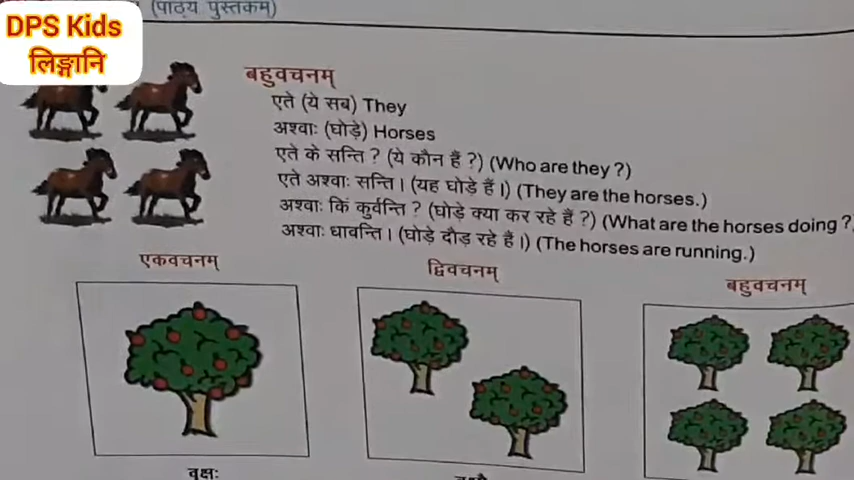 (पाठ्य पुस्तकम्)
DPS Kids
लिङ्गानि
बहुवचनम्
एते (ये सब) They
अश्वाः (घोड़े) Horses
एते के सन्ति ? (ये कौन हैं ?) (Who are they ?)
एते अश्वाः सन्ति। (यह घोड़े हैं।) (They are the horses.)
अश्वाः किं कुर्वन्ति ? (घोड़े क्या कर रहे हैं ?) (What are the horses doing ?
अश्वाः धावन्ति। (घोड़े दौड़ रहे हैं।) (The horses are running.)
एकवचनम् द्विवचनम् बहुवचनम्
वृक्षः